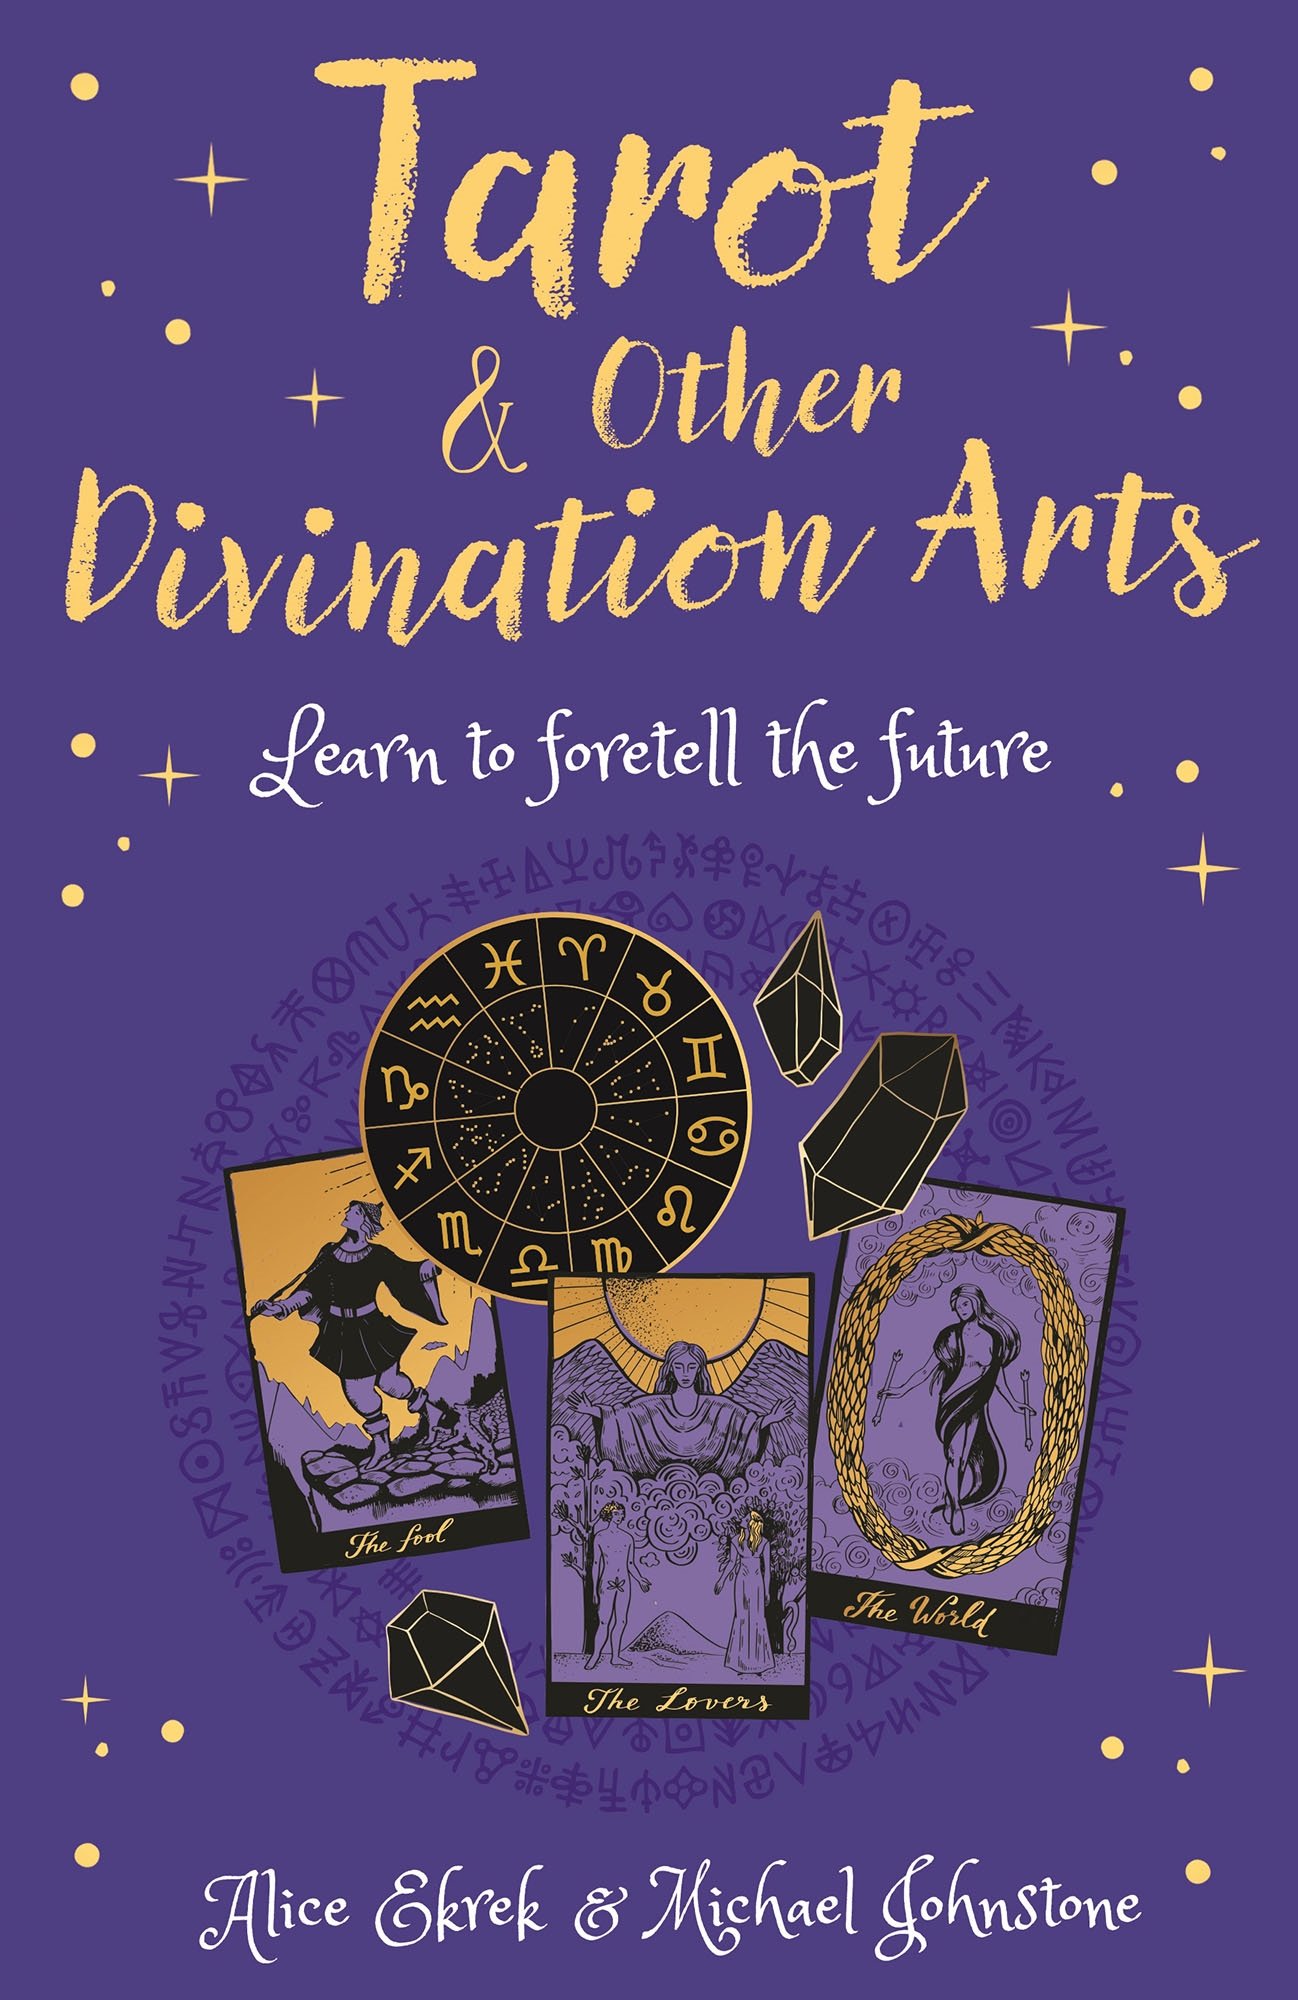 Tarot
& Other
Divination Arts
Learn to foretell the future
The fool
The Lovers
The World
Alice Ekrek & Michael Johnstone